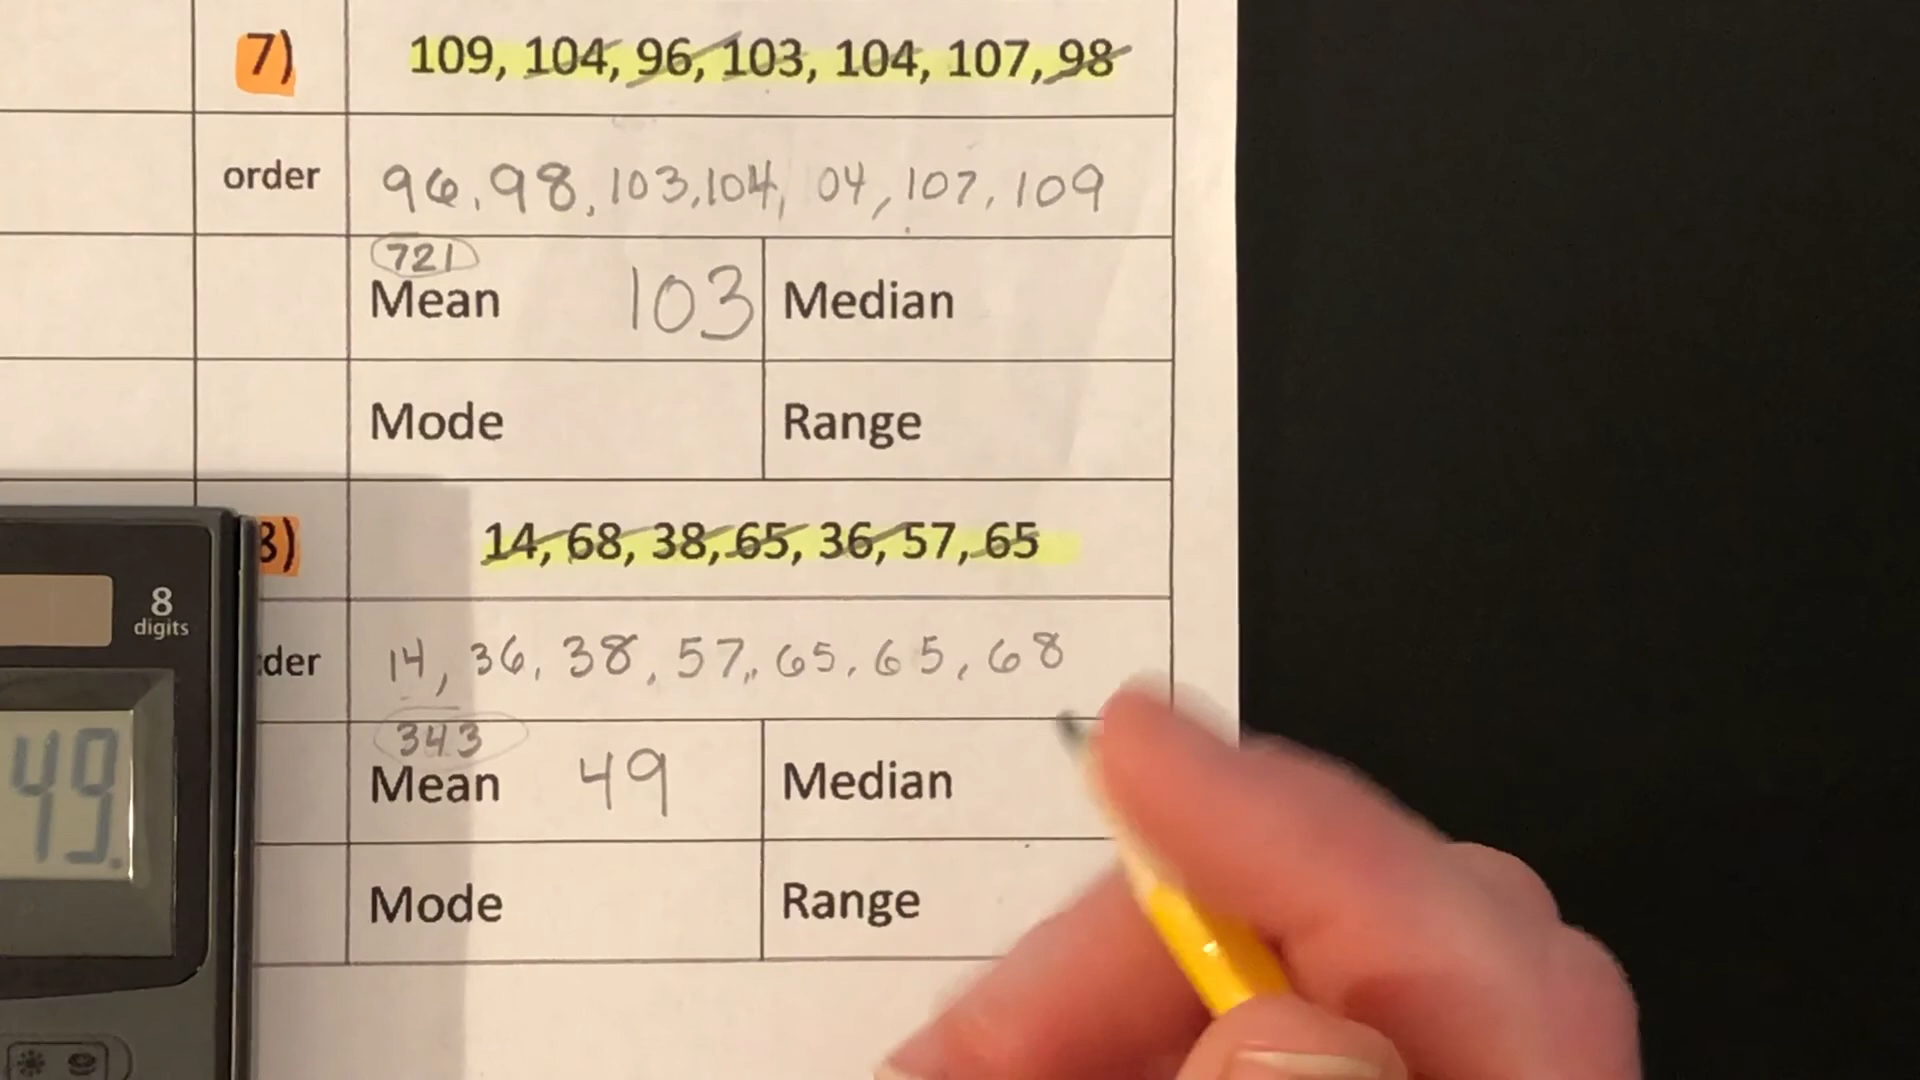 7) 109, 104, 96, 103, 104, 107, 98
order 96, 98, 103, 104, 04, 107, 109
721
Mean 103 Median
Mode Range
8) 14, 68, 38, 65, 36, 57, 65
der 14, 36, 38, 57, 65, 65, 68
343
Mean 49 Median
Mode Range
8
digits
49.